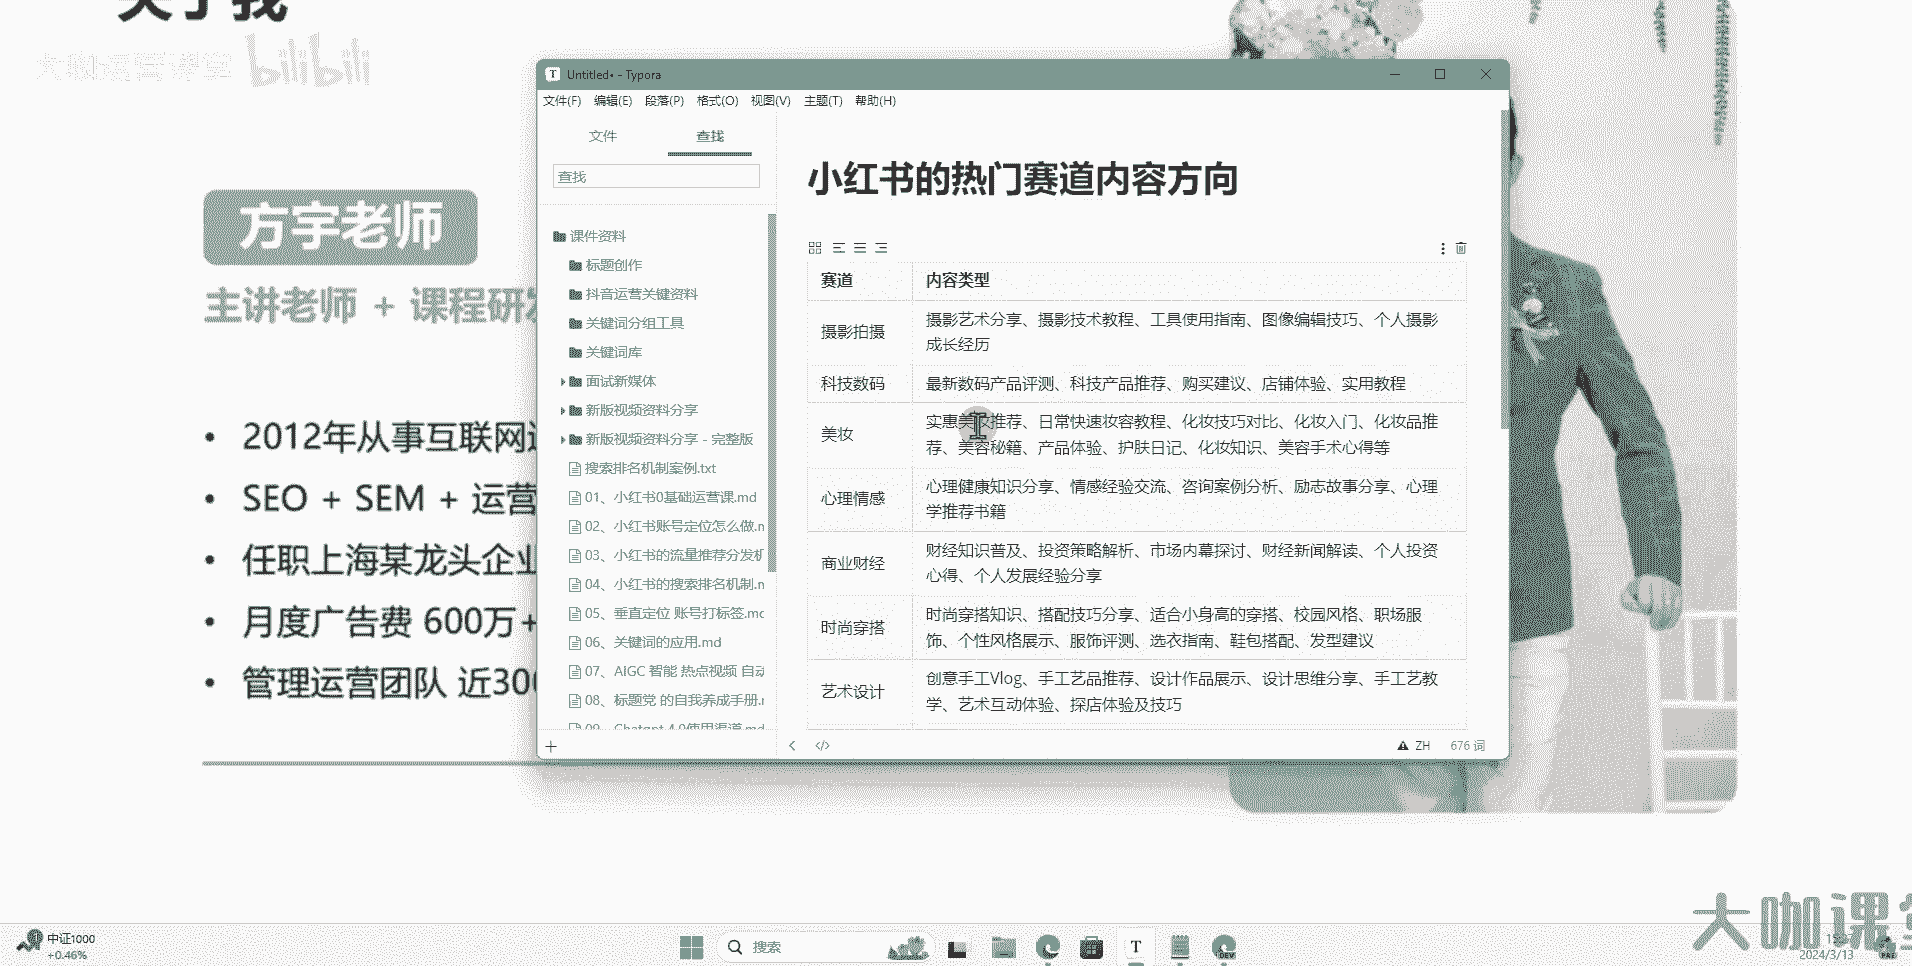 关于我
大咖运营课堂 bilibili
方宇老师
主讲老师 + 课程研发
• 2012年从事互联网
• SEO + SEM + 运营
• 任职上海某龙头企业
• 月度广告费 600万+
• 管理运营团队 近300
Untitled• - Typora
文件(F) 编辑(E) 段落(P) 格式(O) 视图(V) 主题(T) 帮助(H)
文件 查找
查找
课件资料
标题创作
抖音运营关键资料
关键词分组工具
关键词库
面试新媒体
新版视频资料分享
新版视频资料分享 - 完整版
搜索排名机制案例.txt
01、小红书0基础运营课.md
02、小红书账号定位怎么做.m
03、小红书的流量推荐分发机
04、小红书的搜索排名机制.m
05、垂直定位 账号打标签.mc
06、关键词的应用.md
07、AiGC 智能 热点视频 自动
08、标题党 的自我养成手册.r
09、Chatgpt 4.0使用渠道.md
小红书的热门赛道内容方向
赛道 内容类型
摄影拍摄 摄影艺术分享、摄影技术教程、工具使用指南、图像编辑技巧、个人摄影
成长经历
科技数码 最新数码产品评测、科技产品推荐、购买建议、店铺体验、实用教程
美妆 实惠美妆推荐、日常快速妆容教程、化妆技巧对比、化妆入门、化妆品推
荐、美容秘籍、产品体验、护肤日记、化妆知识、美容手术心得等
心理情感 心理健康知识分享、情感经验交流、咨询案例分析、励志故事分享、心理
学推荐书籍
商业财经 财经知识普及、投资策略解析、市场内幕探讨、财经新闻解读、个人投资
心得、个人发展经验分享
时尚穿搭 时尚穿搭知识、搭配技巧分享、适合小身高的穿搭、校园风格、职场服
饰、个性风格展示、服饰评测、选衣指南、鞋包搭配、发型建议
艺术设计 创意手工Vlog、手工艺品推荐、设计作品展示、设计思维分享、手工艺教
学、艺术互动体验、探店体验及技巧
ZH 676 词
中证1000
+0.46%
搜索
DEV
2024/3/13
大咖课堂